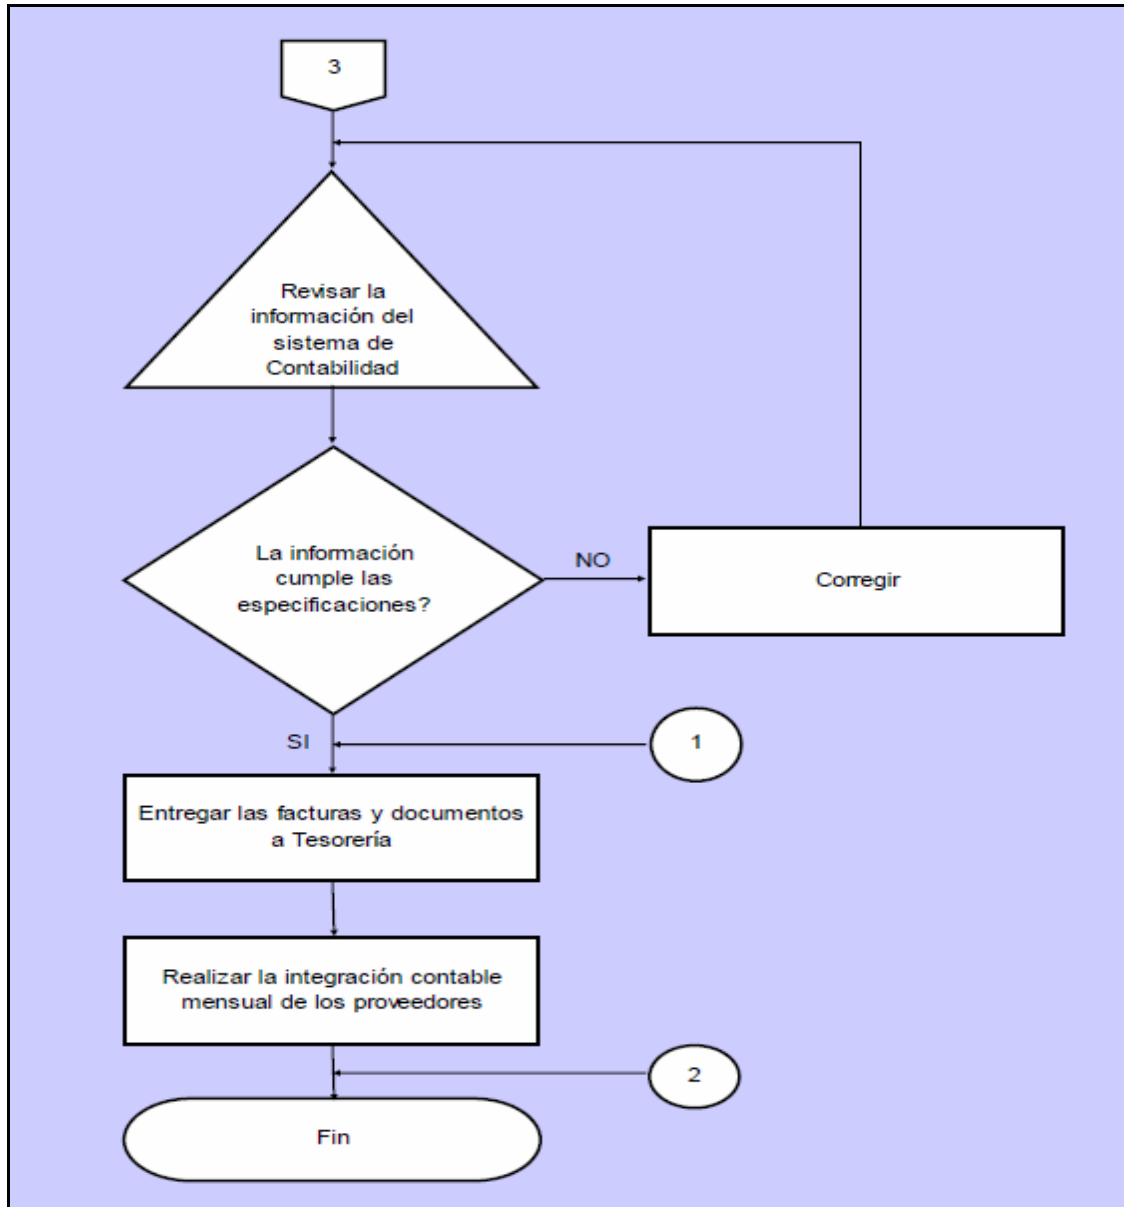 3
Revisar la
información del
sistema de
Contabilidad
La información
cumple las
especificaciones?
NO
Corregir
SI
1
Entregar las facturas y documentos
a Tesorería
Realizar la integración contable
mensual de los proveedores
2
Fin